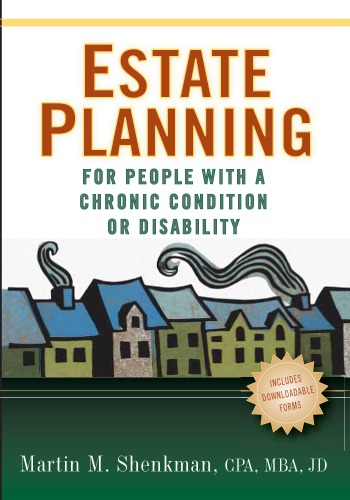 ESTATE
PLANNING
FOR PEOPLE WITH A
CHRONIC CONDITION
OR DISABILITY
INCLUDES
DOWNLOADABLE
FORMS
Martin M. Shenkman, CPA, MBA, JD